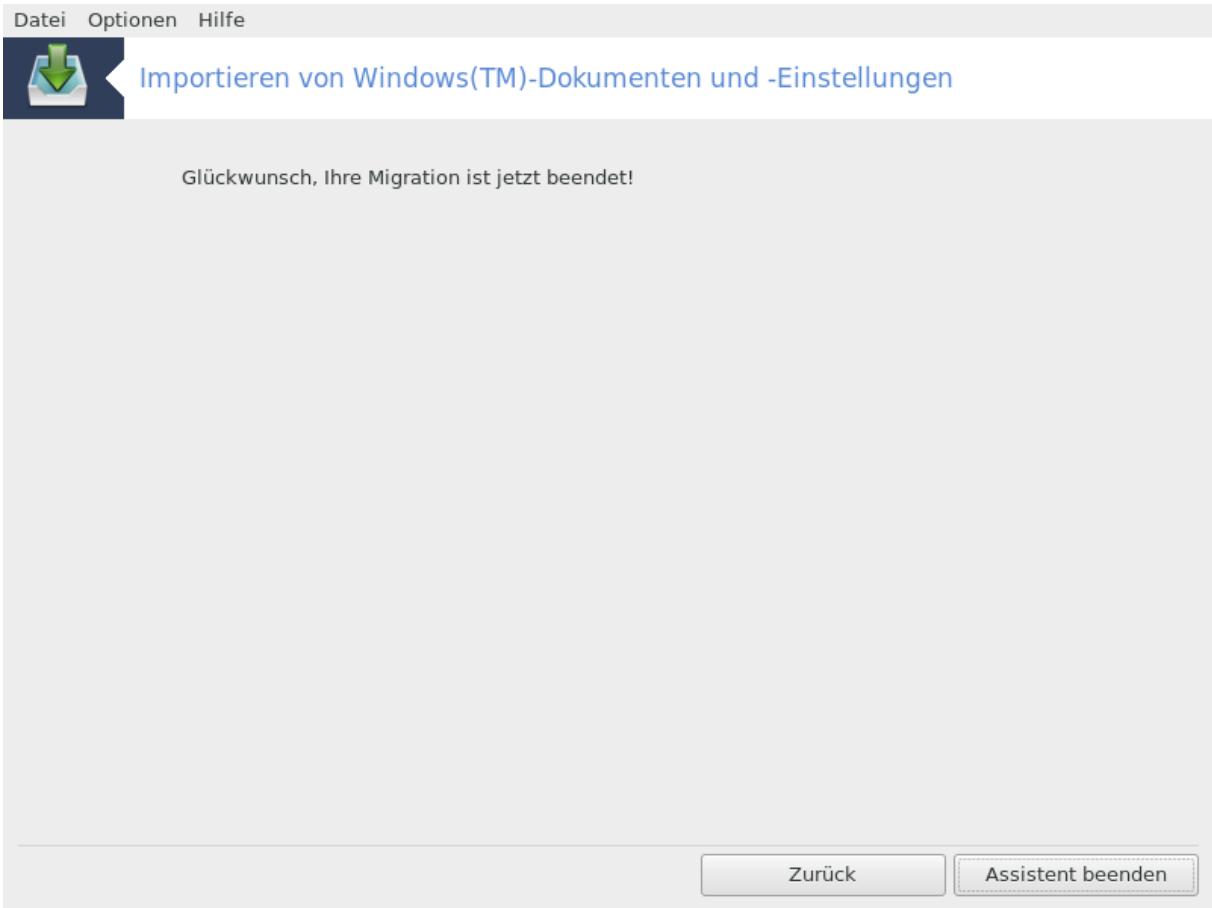 Datei Optionen Hilfe
Importieren von Windows(TM)-Dokumenten und -Einstellungen
Glückwunsch, Ihre Migration ist jetzt beendet!
Zurück Assistent beenden